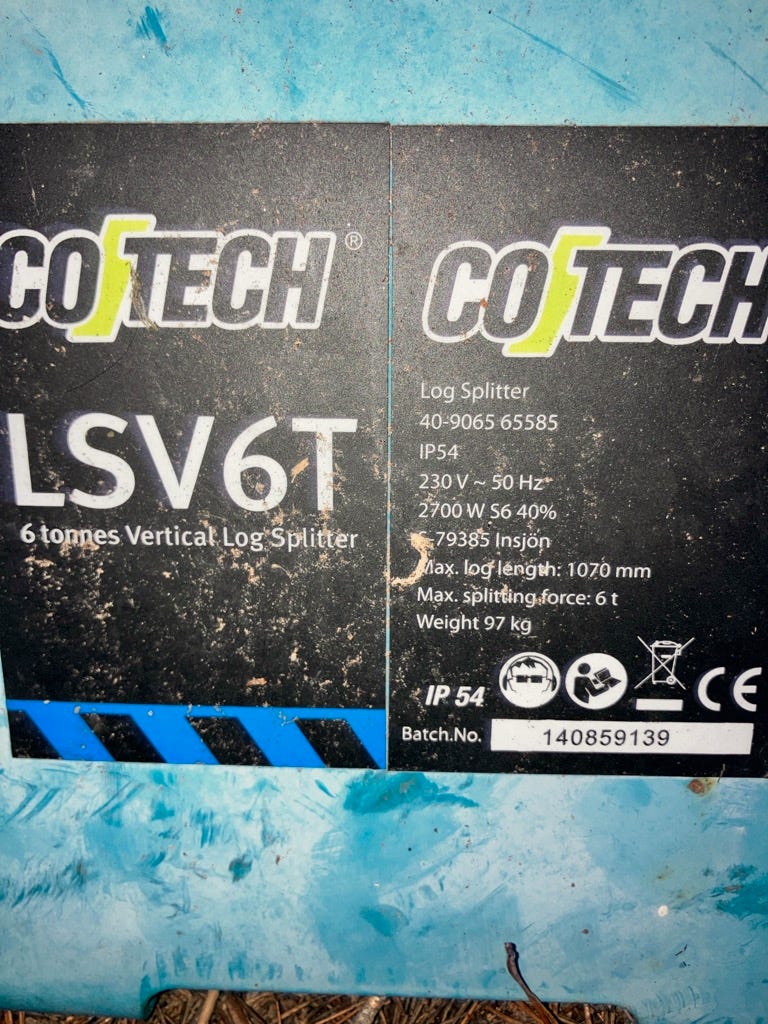 COTECH®
LSV6T
6 tonnes Vertical Log Splitter
COTECH
Log Splitter
40-9065 65585
IP54
230 V ~ 50 Hz
2700 W S6 40%
-79385 Insjön
Max. log length: 1070 mm
Max. splitting force: 6 t
Weight 97 kg
IP 54 CE
Batch.No. 140859139